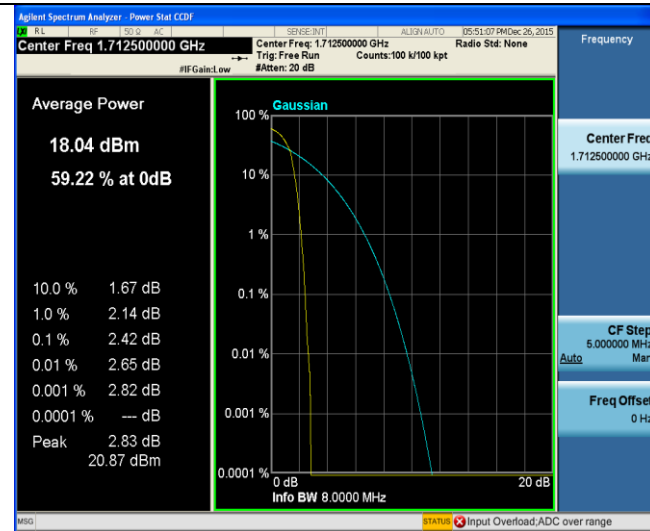 Agilent Spectrum Analyzer - Power Stat CCDF
LXI RL RF 50 Ω AC SENSE:INT ALIGN AUTO 05:51:07 PM Dec 26, 2015
Center Freq 1.712500000 GHz
Center Freq: 1.712500000 GHz Radio Std: None
Trig: Free Run Counts:100 k/100 kpt
#IFGain:Low #Atten: 20 dB
Frequency
Average Power
18.04 dBm
59.22 % at 0dB
10.0 % 1.67 dB
1.0 % 2.14 dB
0.1 % 2.42 dB
0.01 % 2.65 dB
0.001 % 2.82 dB
0.0001 % --- dB
Peak 2.83 dB
20.87 dBm
Gaussian
100 %
10 %
1 %
0.1 %
0.01 %
0.001 %
0.0001 %
0 dB 20 dB
Info BW 8.0000 MHz
Center Freq
1.712500000 GHz
CF Step
5.000000 MHz
Auto Man
Freq Offset
0 Hz
MSG STATUS Input Overload;ADC over range